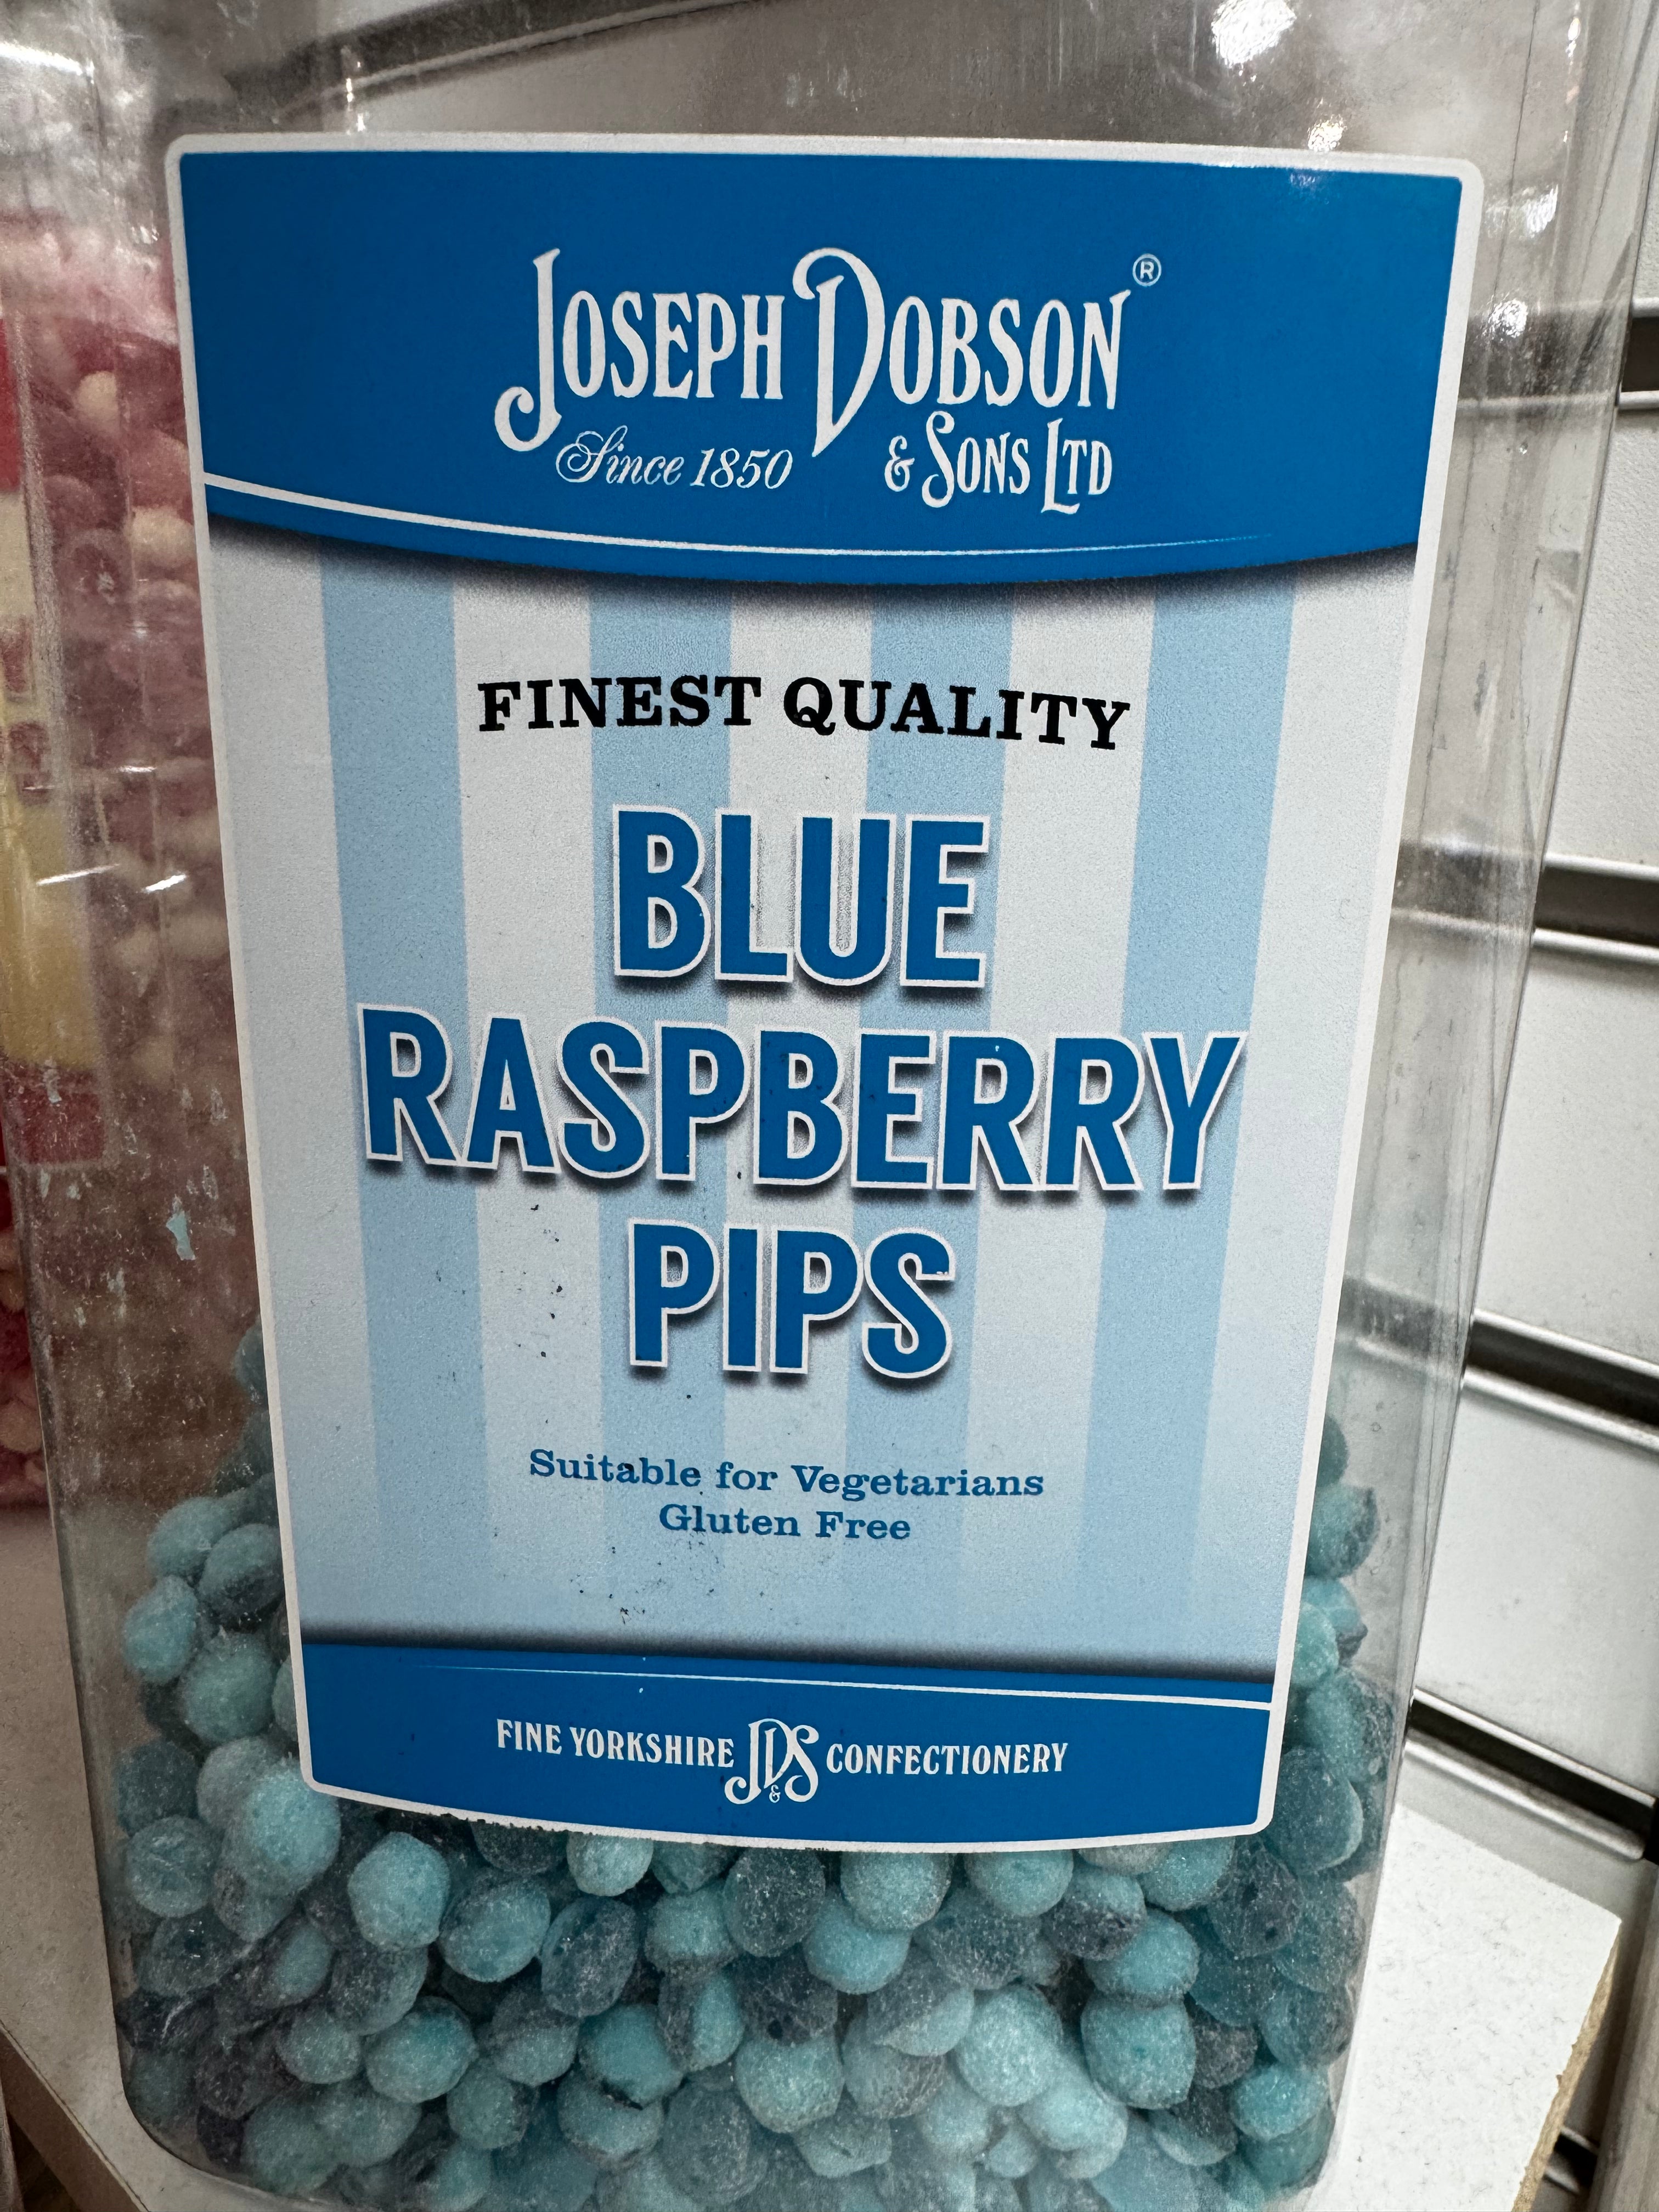 JOSEPH DOBSON®
Since 1850 & SONS LTD
FINEST QUALITY
BLUE
RASPBERRY
PIPS
Suitable for Vegetarians
Gluten Free
FINE YORKSHIRE JD&S CONFECTIONERY